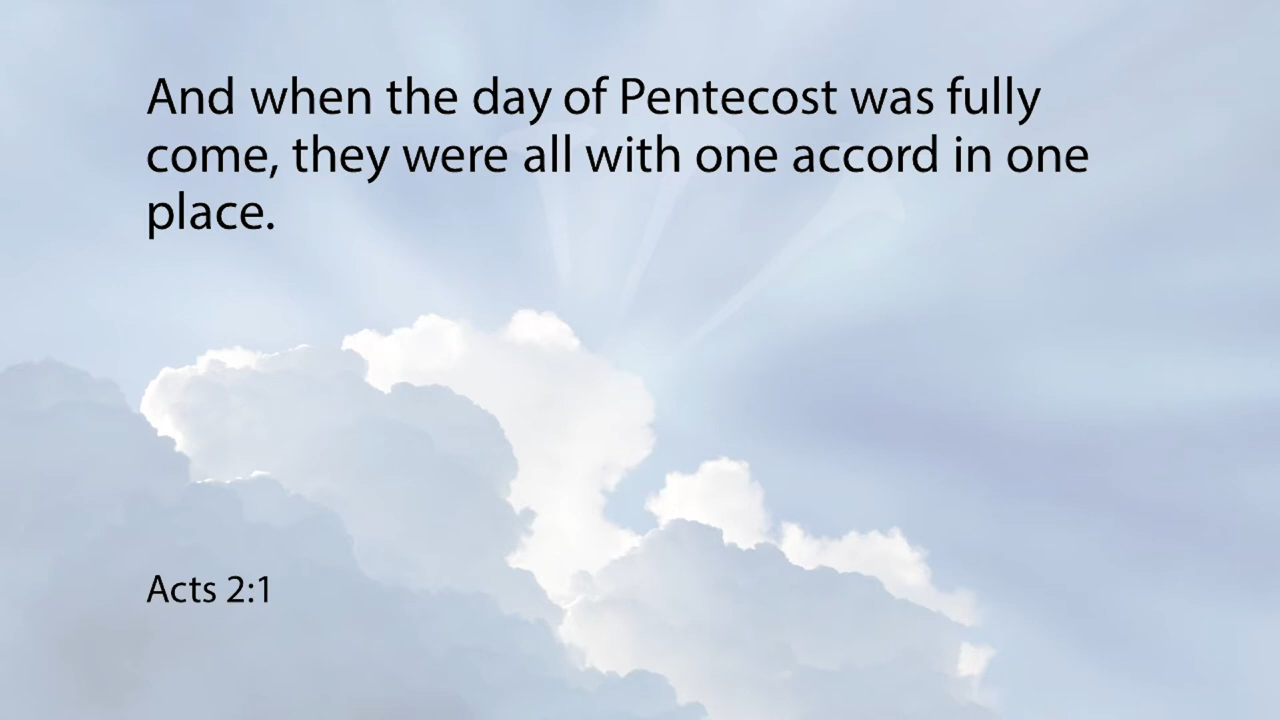 And when the day of Pentecost was fully
come, they were all with one accord in one
place.
Acts 2:1